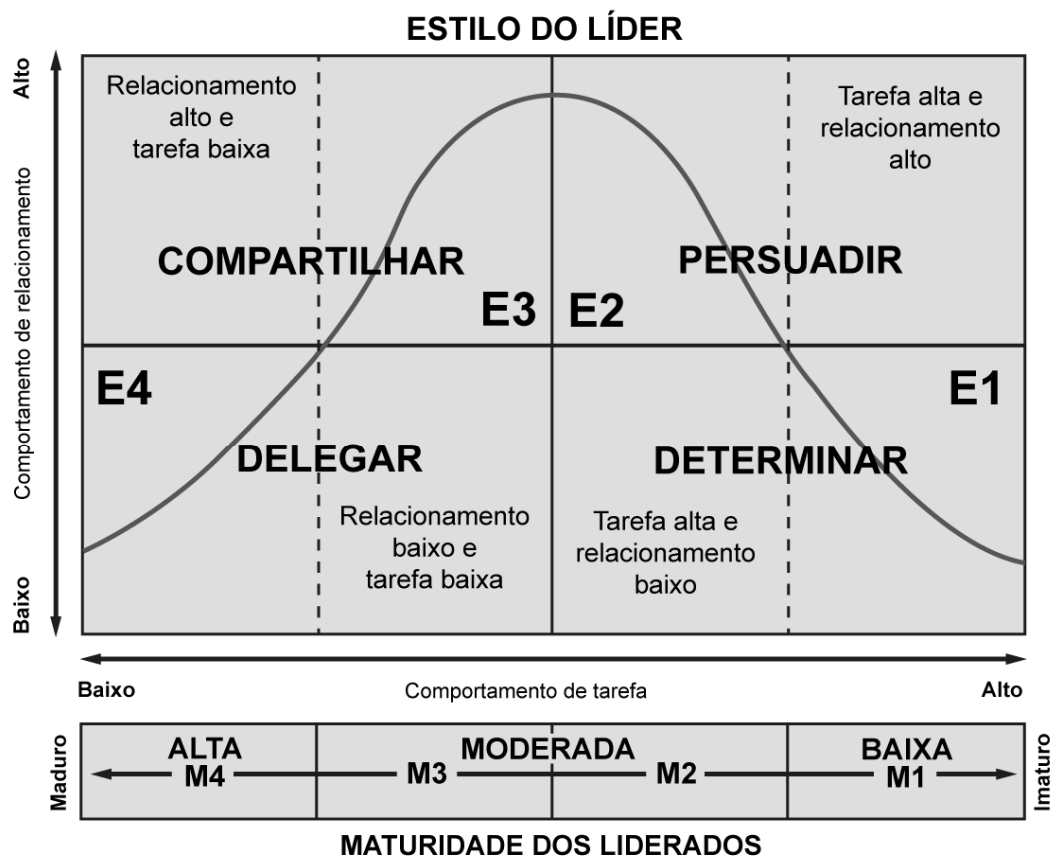 ESTILO DO LÍDER
Alto
Comportamento de relacionamento
Baixo
Relacionamento
alto e
tarefa baixa
Tarefa alta e
relacionamento
alto
COMPARTILHAR
PERSUADIR
E3
E2
E4
E1
DELEGAR
DETERMINAR
Relacionamento
baixo e
tarefa baixa
Tarefa alta e
relacionamento
baixo
Baixo
Comportamento de tarefa
Alto
Maduro
ALTA
MODERADA
BAIXA
M4
M3
M2
M1
Imaturo
MATURIDADE DOS LIDERADOS